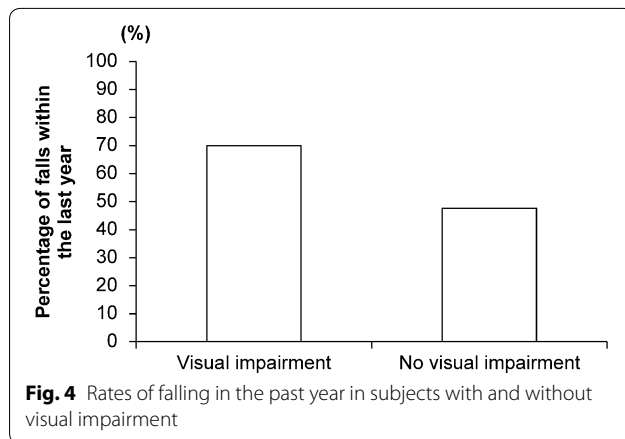 (%)
100
90
80
70
60
50
40
30
20
10
0
Percentage of falls within
the last year
Visual impairment
No visual impairment
Fig. 4 Rates of falling in the past year in subjects with and without
visual impairment